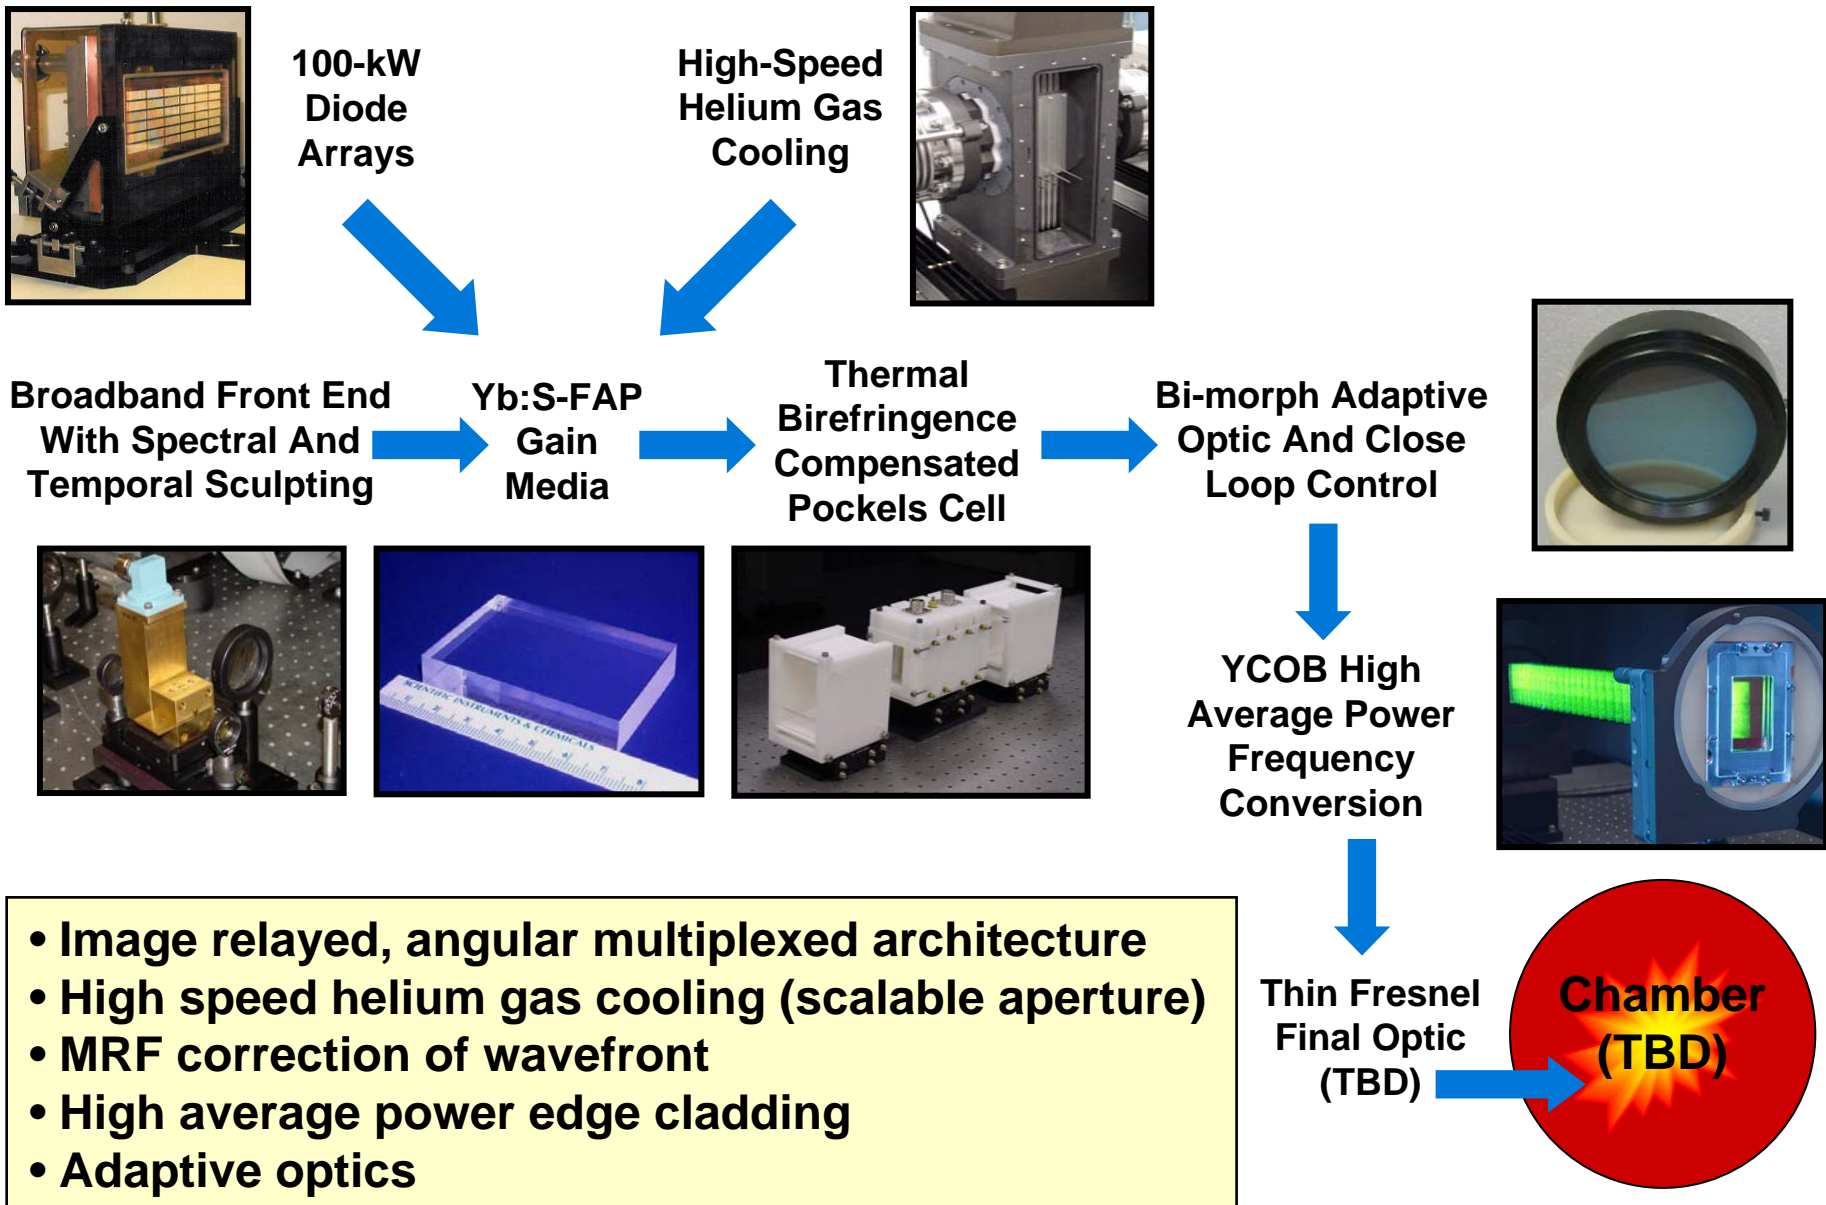 100-kW
Diode
Arrays
High-Speed
Helium Gas
Cooling
Broadband Front End
With Spectral And
Temporal Sculpting
Yb:S-FAP
Gain
Media
Thermal
Birefringence
Compensated
Pockels Cell
Bi-morph Adaptive
Optic And Close
Loop Control
SCIENTIFIC INSTRUMENTS & CHEMICALS
YCOB High
Average Power
Frequency
Conversion
Thin Fresnel
Final Optic
(TBD)
Chamber
(TBD)
• Image relayed, angular multiplexed architecture
• High speed helium gas cooling (scalable aperture)
• MRF correction of wavefront
• High average power edge cladding
• Adaptive optics